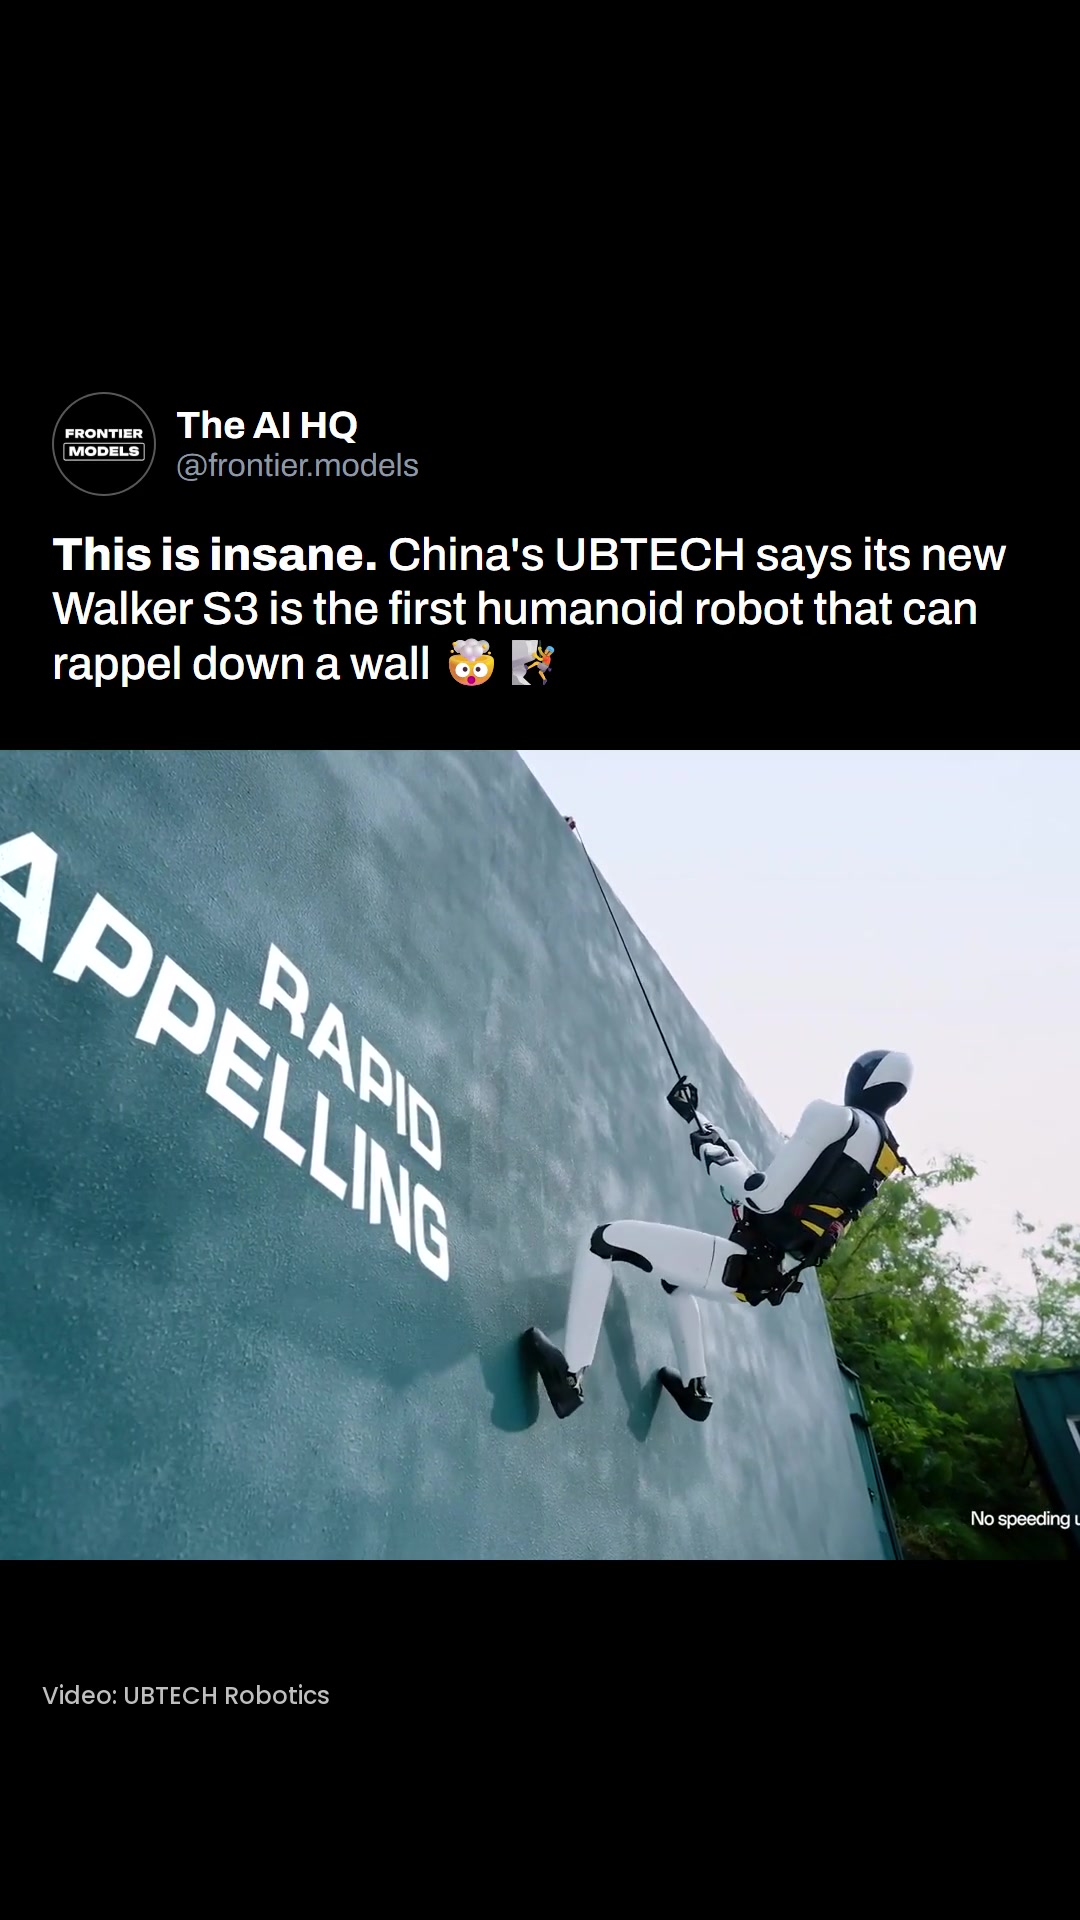 FRONTIER
MODELS
The AI HQ
@frontier.models
This is insane. China's UBTECH says its new
Walker S3 is the first humanoid robot that can
rappel down a wall 🤯 🧗
RAPID
APPELLING
No speeding
Video: UBTECH Robotics